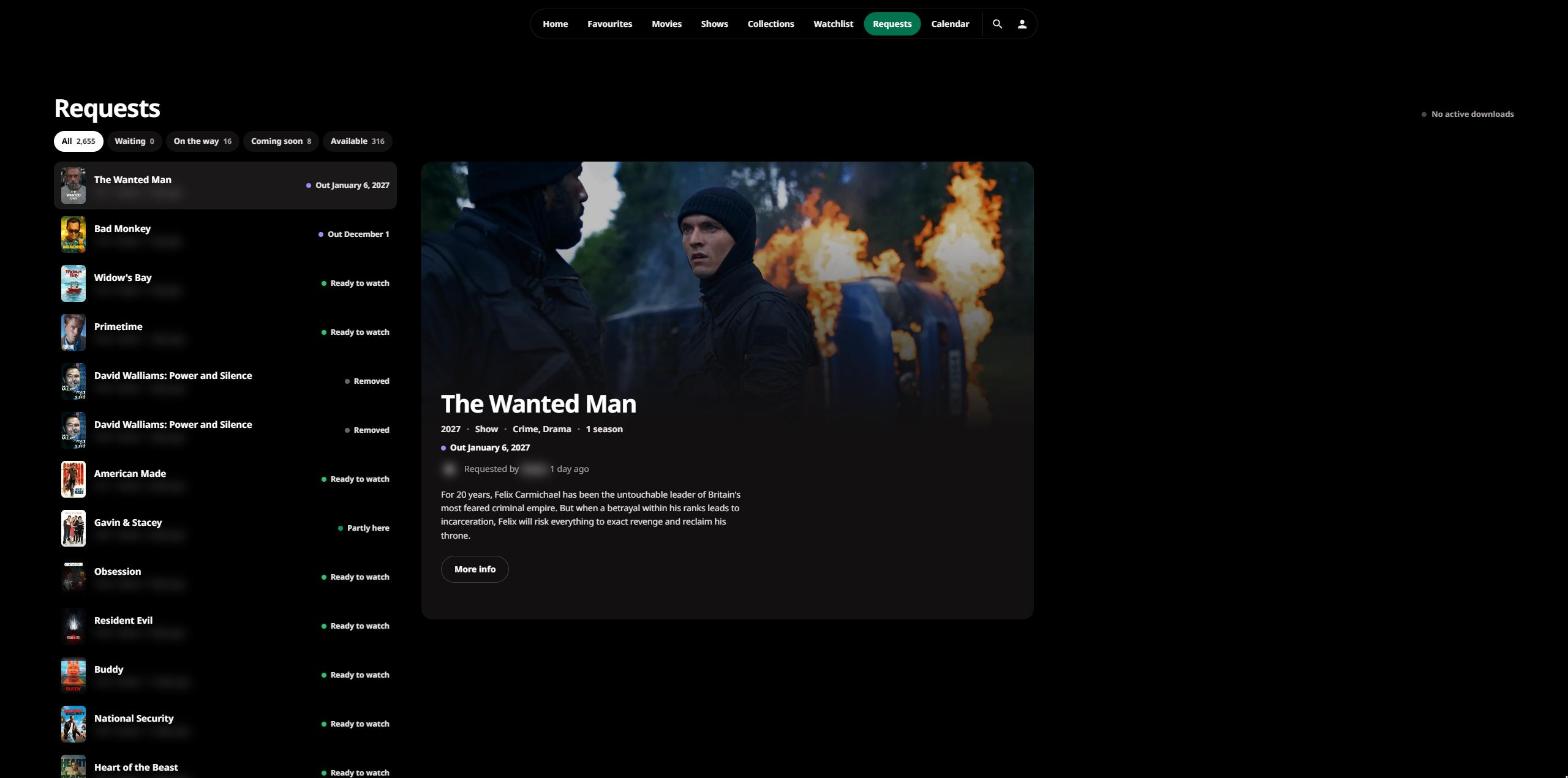 Home Favourites Movies Shows Collections Watchlist Requests Calendar
Requests
No active downloads
All 2,655 Waiting 0 On the way 16 Coming soon 8 Available 316
The Wanted Man
Out January 6, 2027
Bad Monkey
Out December 1
Widow's Bay
Ready to watch
Primetime
Ready to watch
David Walliams: Power and Silence
Removed
David Walliams: Power and Silence
Removed
American Made
Ready to watch
Gavin & Stacey
Partly here
Obsession
Ready to watch
Resident Evil
Ready to watch
Buddy
Ready to watch
National Security
Ready to watch
Heart of the Beast
Ready to watch
The Wanted Man
2027 · Show · Crime, Drama · 1 season
Out January 6, 2027
Requested by 1 day ago
For 20 years, Felix Carmichael has been the untouchable leader of Britain's
most feared criminal empire. But when a betrayal within his ranks leads to
incarceration, Felix will risk everything to exact revenge and reclaim his
throne.
More info